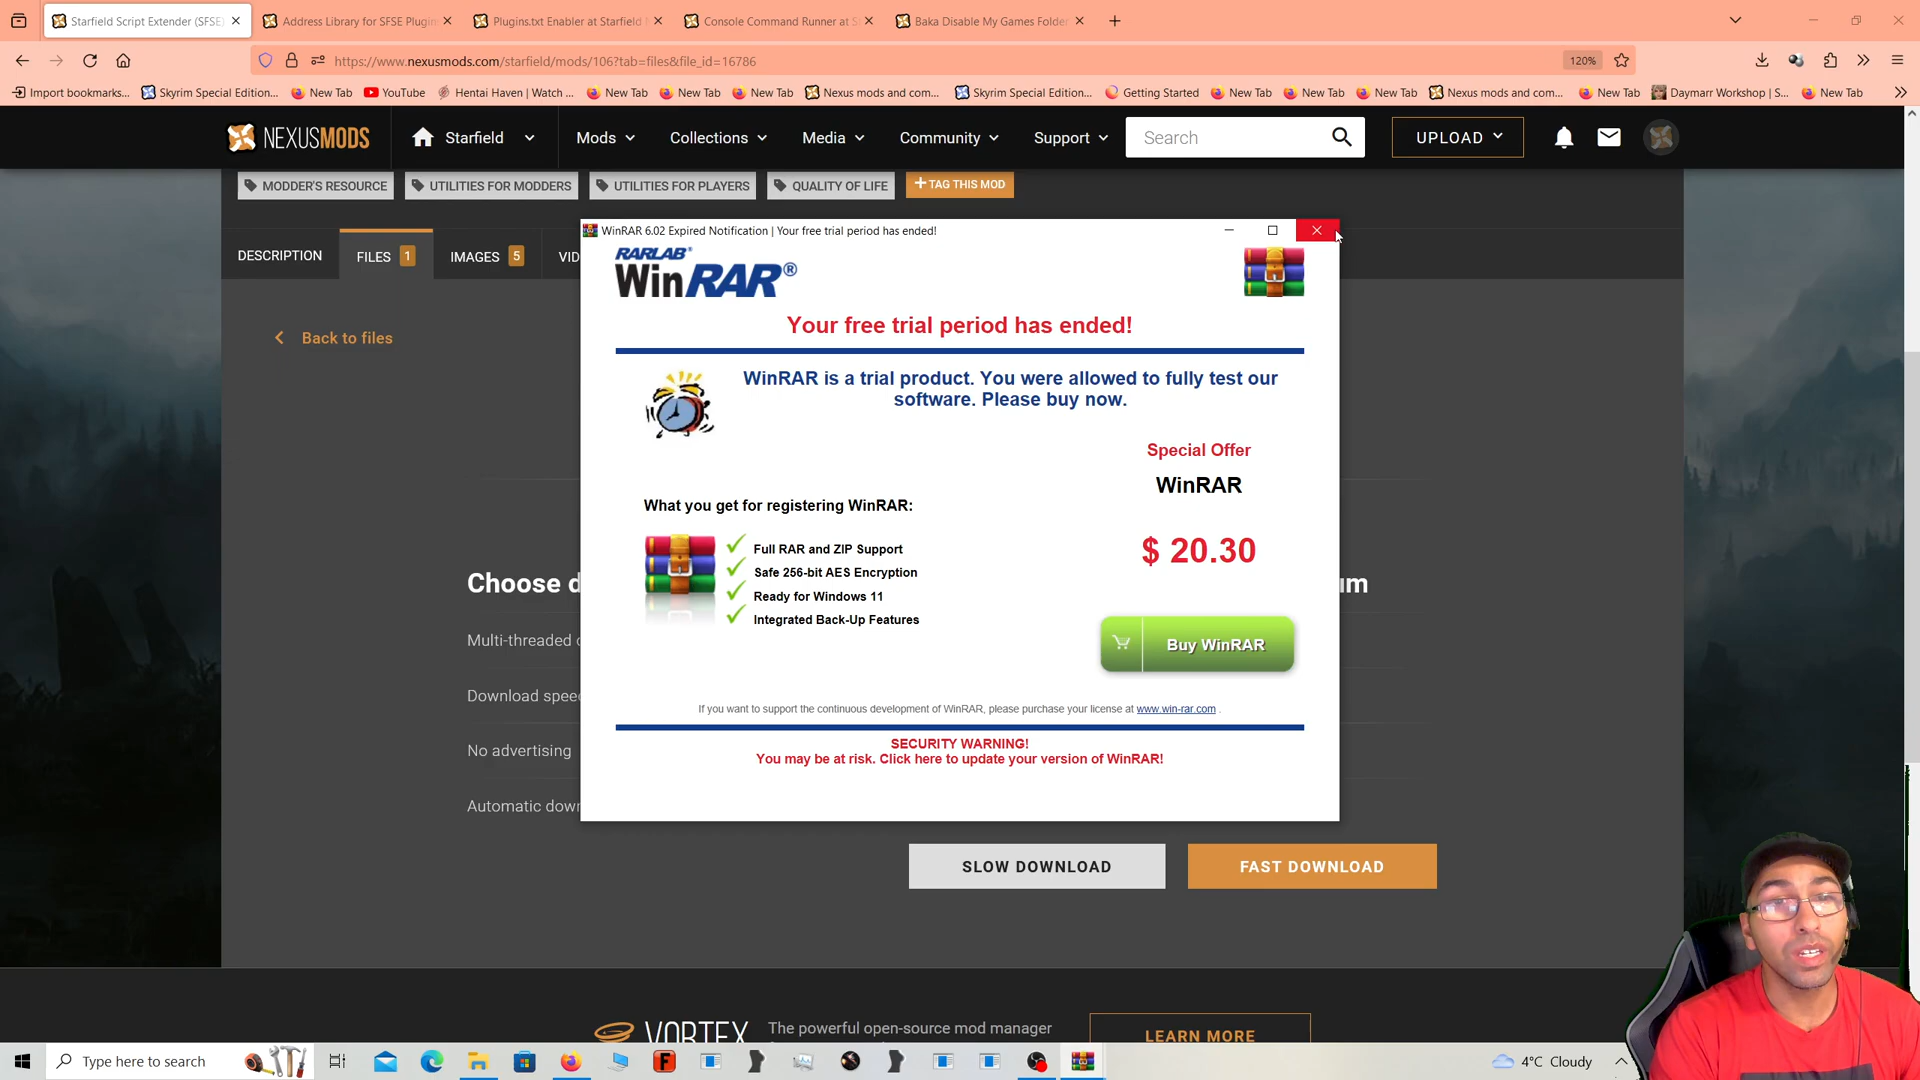 Starfield Script Extender (SFSE)
Address Library for SFSE Plugin
Plugins.txt Enabler at Starfield
Console Command Runner at S
Baka Disable My Games Folder
https://www.nexusmods.com/starfield/mods/106?tab=files&file_id=16786
120%
Import bookmarks...
Skyrim Special Edition...
New Tab
YouTube
Hentai Haven | Watch ...
New Tab
New Tab
New Tab
Nexus mods and com...
Skyrim Special Edition...
Getting Started
New Tab
New Tab
New Tab
Nexus mods and com...
New Tab
Daymarr Workshop | S...
New Tab
NEXUSMODS
Starfield
Mods
Collections
Media
Community
Support
Search
UPLOAD
MODDER'S RESOURCE
UTILITIES FOR MODDERS
UTILITIES FOR PLAYERS
QUALITY OF LIFE
+ TAG THIS MOD
DESCRIPTION
FILES 1
IMAGES 5
VID
Back to files
WinRAR 6.02 Expired Notification | Your free trial period has ended!
RARLAB®
WinRAR®
Your free trial period has ended!
WinRAR is a trial product. You were allowed to fully test our
software. Please buy now.
Special Offer
WinRAR
What you get for registering WinRAR:
Full RAR and ZIP Support
Safe 256-bit AES Encryption
Ready for Windows 11
Integrated Back-Up Features
$ 20.30
Buy WinRAR
If you want to support the continuous development of WinRAR, please purchase your license at www.win-rar.com .
SECURITY WARNING!
You may be at risk. Click here to update your version of WinRAR!
Choose d
um
Multi-threaded d
Download spee
No advertising
Automatic down
SLOW DOWNLOAD
FAST DOWNLOAD
VORTEX
The powerful open-source mod manager
LEARN MORE
Type here to search
4°C Cloudy